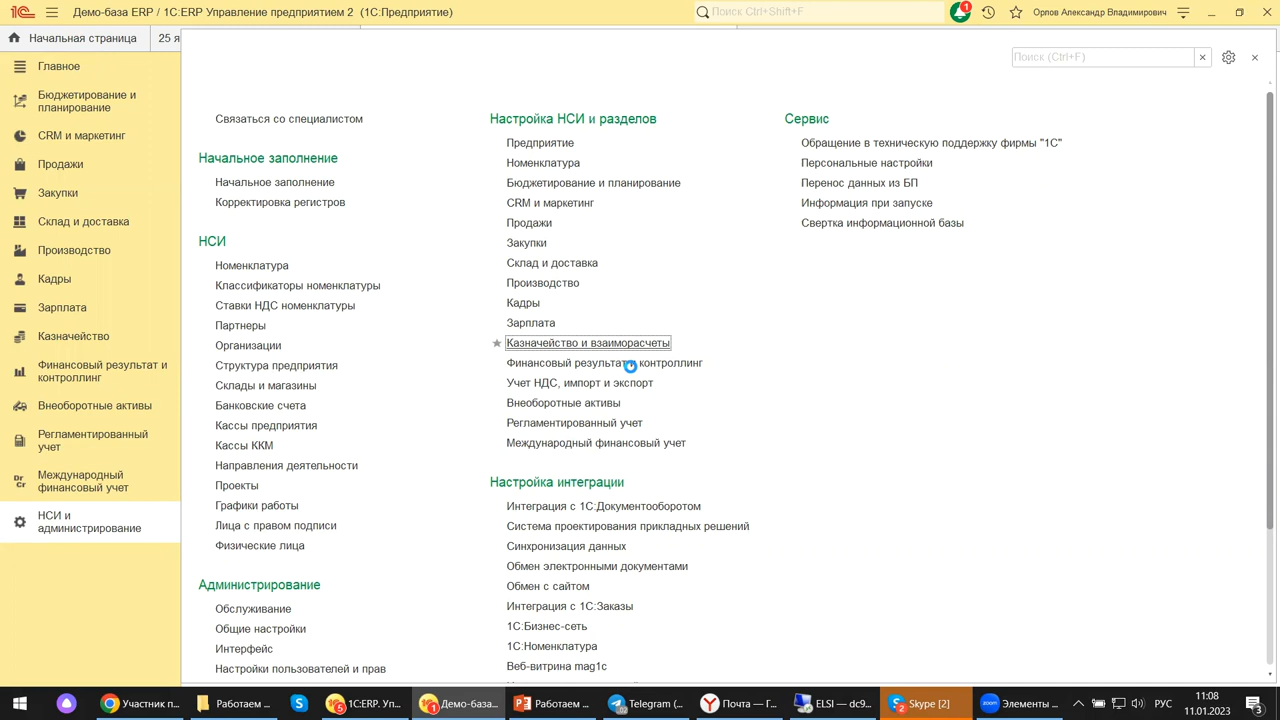 1С Демо-база ERP / 1С:ERP Управление предприятием 2 (1С:Предприятие)
Поиск Ctrl+Shift+F
1
Орлов Александр Владимирович
Начальная страница
25 я
Главное
Бюджетирование и
планирование
CRM и маркетинг
Продажи
Закупки
Склад и доставка
Производство
Кадры
Зарплата
Казначейство
Финансовый результат и
контроллинг
Внеоборотные активы
Регламентированный
учет
Dr
Cr
Международный
финансовый учет
НСИ и
администрирование
Поиск (Ctrl+F)
Связаться со специалистом
Начальное заполнение
Начальное заполнение
Корректировка регистров
НСИ
Номенклатура
Классификаторы номенклатуры
Ставки НДС номенклатуры
Партнеры
Организации
Структура предприятия
Склады и магазины
Банковские счета
Кассы предприятия
Кассы ККМ
Направления деятельности
Проекты
Графики работы
Лица с правом подписи
Физические лица
Администрирование
Обслуживание
Общие настройки
Интерфейс
Настройки пользователей и прав
Настройка НСИ и разделов
Предприятие
Номенклатура
Бюджетирование и планирование
CRM и маркетинг
Продажи
Закупки
Склад и доставка
Производство
Кадры
Зарплата
Казначейство и взаиморасчеты
Финансовый результат контроллинг
Учет НДС, импорт и экспорт
Внеоборотные активы
Регламентированный учет
Международный финансовый учет
Настройка интеграции
Интеграция с 1С:Документооборотом
Система проектирования прикладных решений
Синхронизация данных
Обмен электронными документами
Обмен с сайтом
Интеграция с 1С:Заказы
1С:Бизнес-сеть
1С:Номенклатура
Веб-витрина mag1c
Сервис
Обращение в техническую поддержку фирмы "1С"
Персональные настройки
Перенос данных из БП
Информация при запуске
Свертка информационной базы
Участник п...
Работаем ...
5
1С:ERP. Уп...
1
Демо-база...
Работаем ...
Telegram (...
Почта — Г...
ELSI — dc9...
2
Skype [2]
zoom
Элементы ...
РУС
11:08
11.01.2023
3